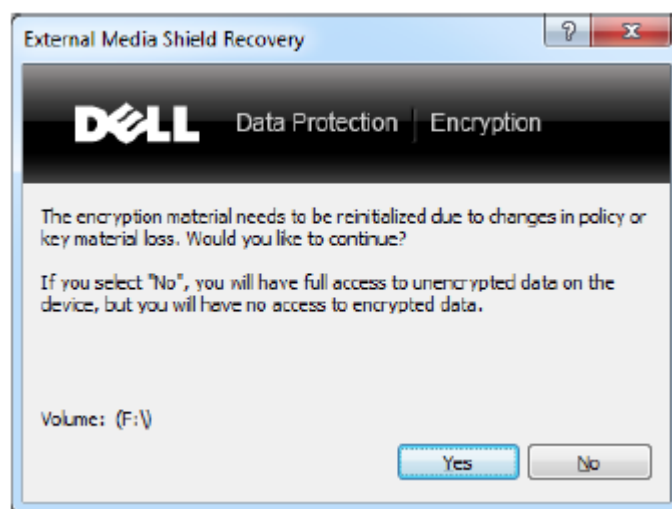 External Media Shield Recovery
?
x
DELL Data Protection | Encryption
The encryption material needs to be reinitialized due to changes in policy or
key material loss. Would you like to continue?
If you select "No", you will have full access to unencrypted data on the
device, but you will have no access to encrypted data.
Volume: (F:\)
Yes No